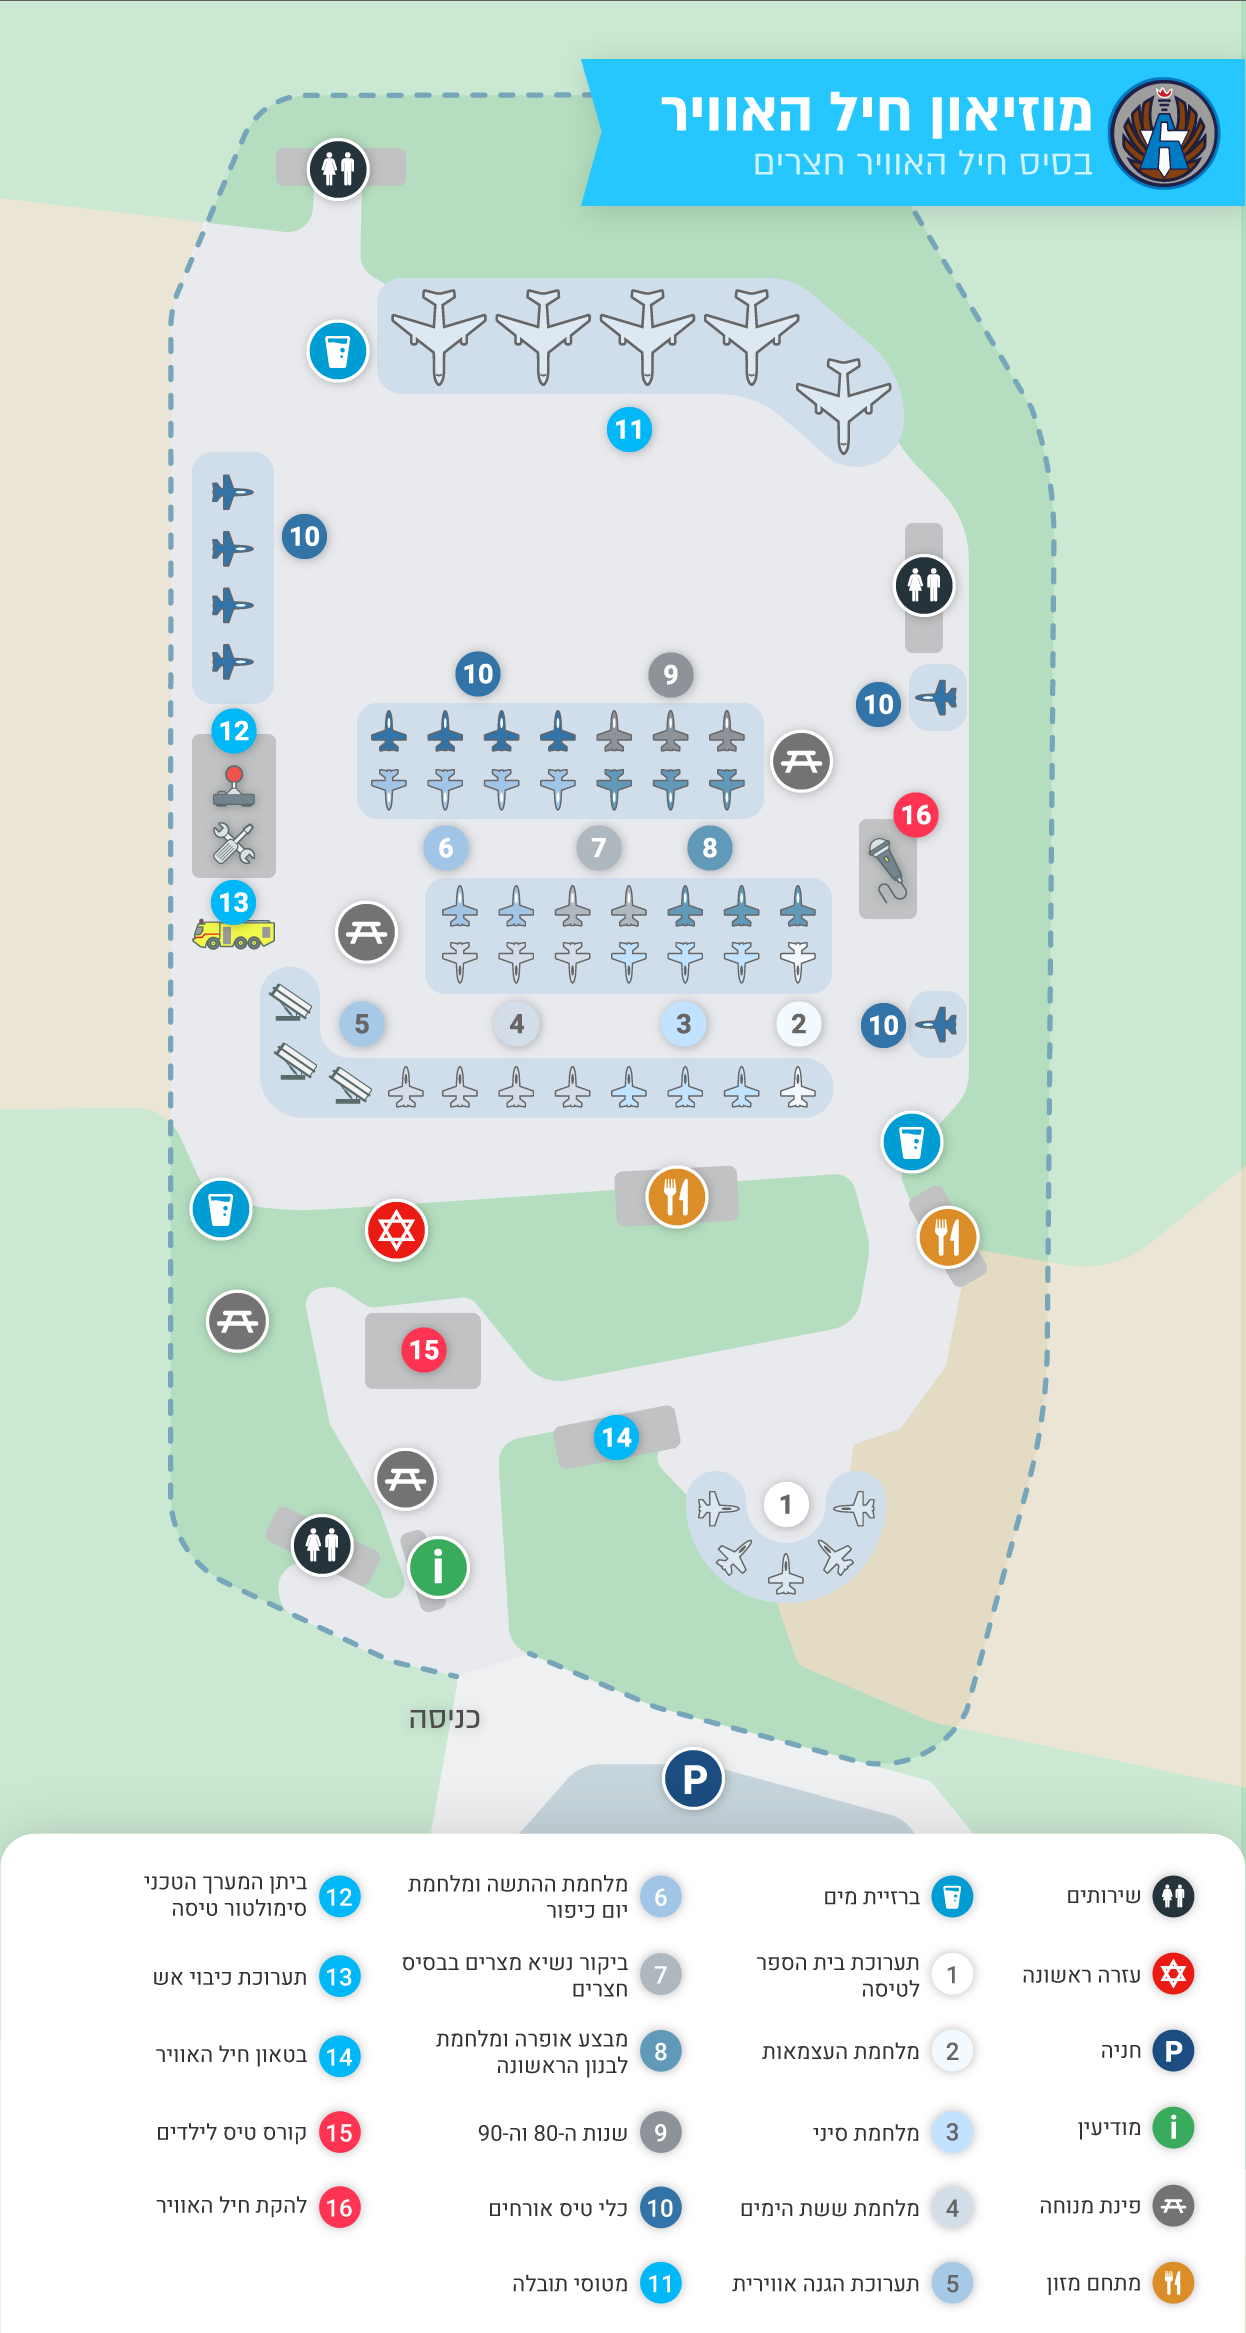 מוזיאון חיל האוויר
בסיס חיל האוויר חצרים
11
10
10
9
10
12
16
6
7
8
13
5
4
3
2
10
15
14
1
i
כניסה
P
שירותים
עזרה ראשונה
P חניה
i מודיעין
פינת מנוחה
מתחם מזון
ברזיית מים
1 תערוכת בית הספר
לטיסה
2 מלחמת העצמאות
3 מלחמת סיני
4 מלחמת ששת הימים
5 תערוכת הגנה אווירית
6 מלחמת ההתשה ומלחמת
יום כיפור
7 ביקור נשיא מצרים בבסיס
חצרים
8 מבצע אופרה ומלחמת
לבנון הראשונה
9 שנות ה-80 וה-90
10 כלי טיס אורחים
11 מטוסי תובלה
12 ביתן המערך הטכני
סימולטור טיסה
13 תערוכת כיבוי אש
14 בטאון חיל האוויר
15 קורס טיס לילדים
16 להקת חיל האוויר